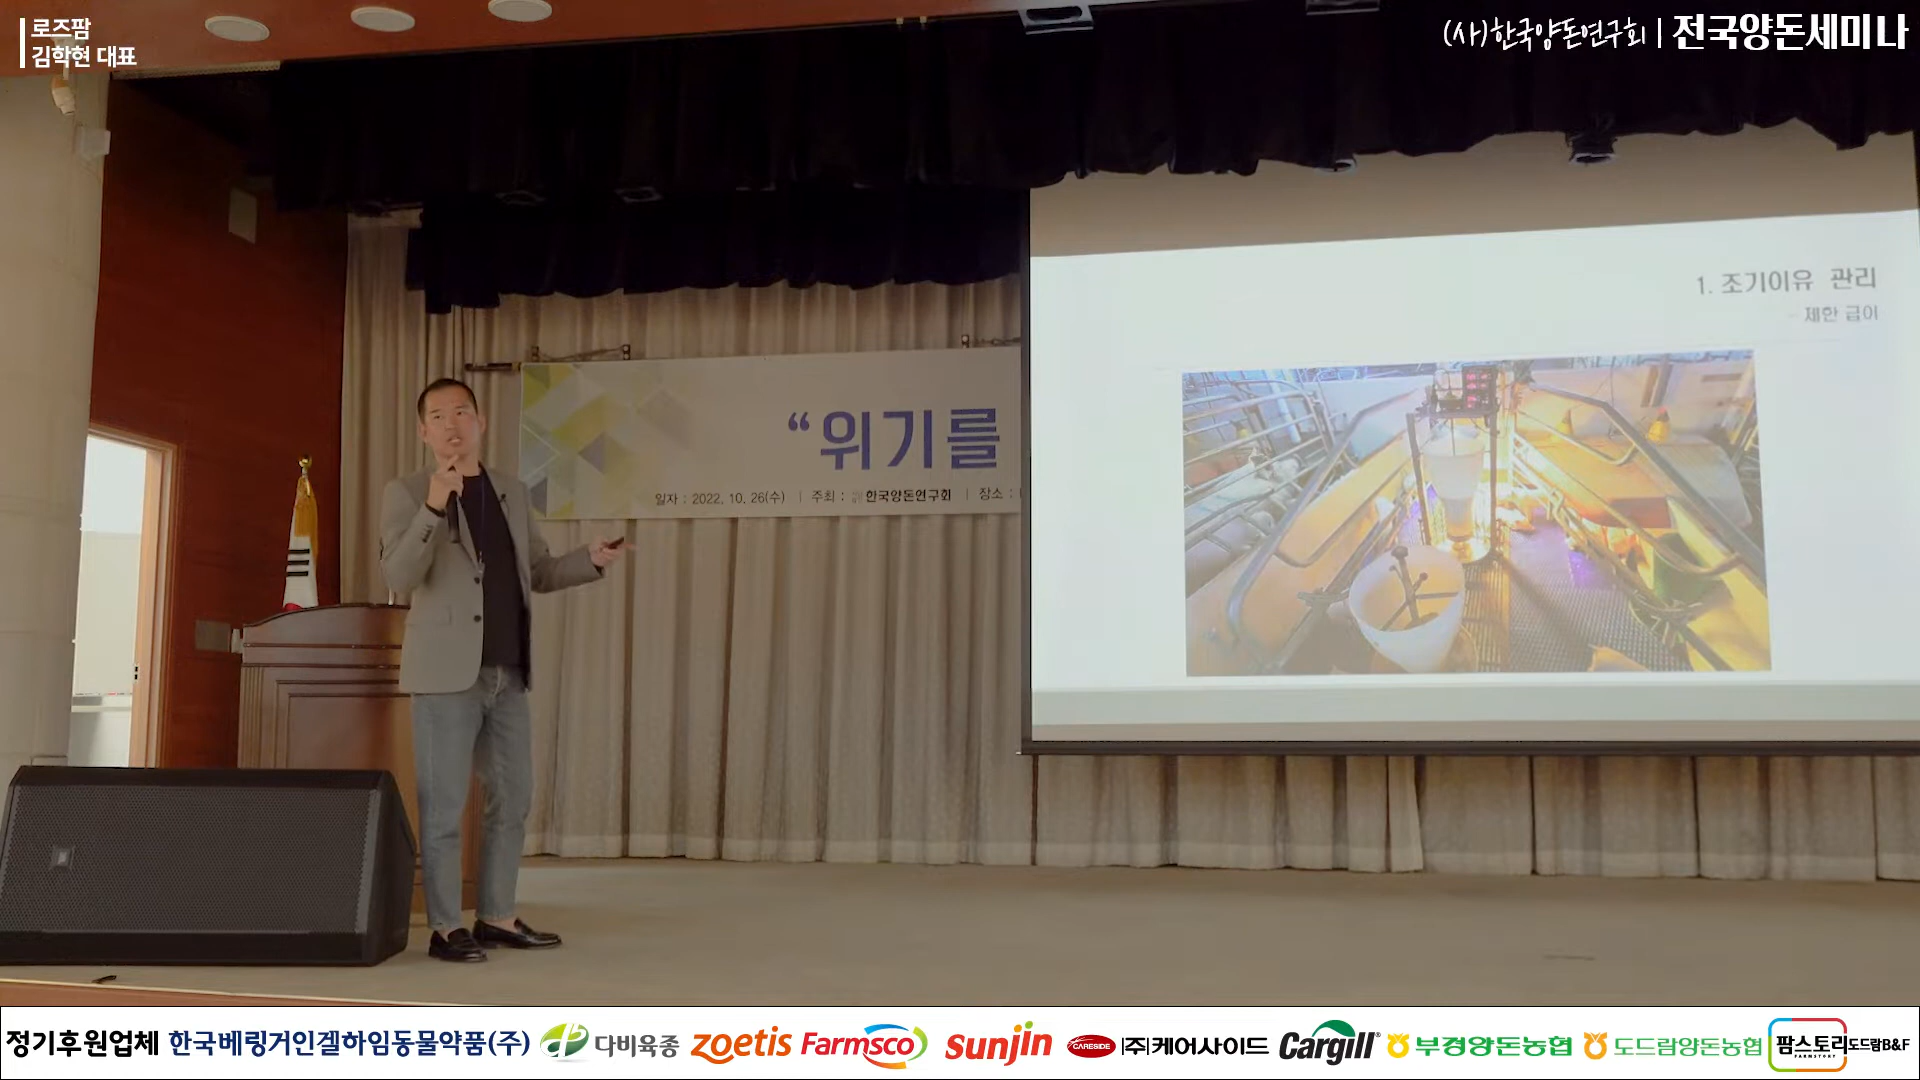 로즈팜
김학현 대표
(사)한국양돈연구회 | 전국양돈세미나
1. 조기이유 관리
- 제한 급이
“위기를
일자 : 2022. 10. 26(수) | 주최 : 한국양돈연구회 | 장소 :
정기후원업체 한국베링거인겔하임동물약품(주) 다비육종 zoetis Farmsco sunjin CARESIDE (주)케어사이드 Cargill 부경양돈농협 도드람양돈농협 팜스토리 FARMSTORY 도드람B&F